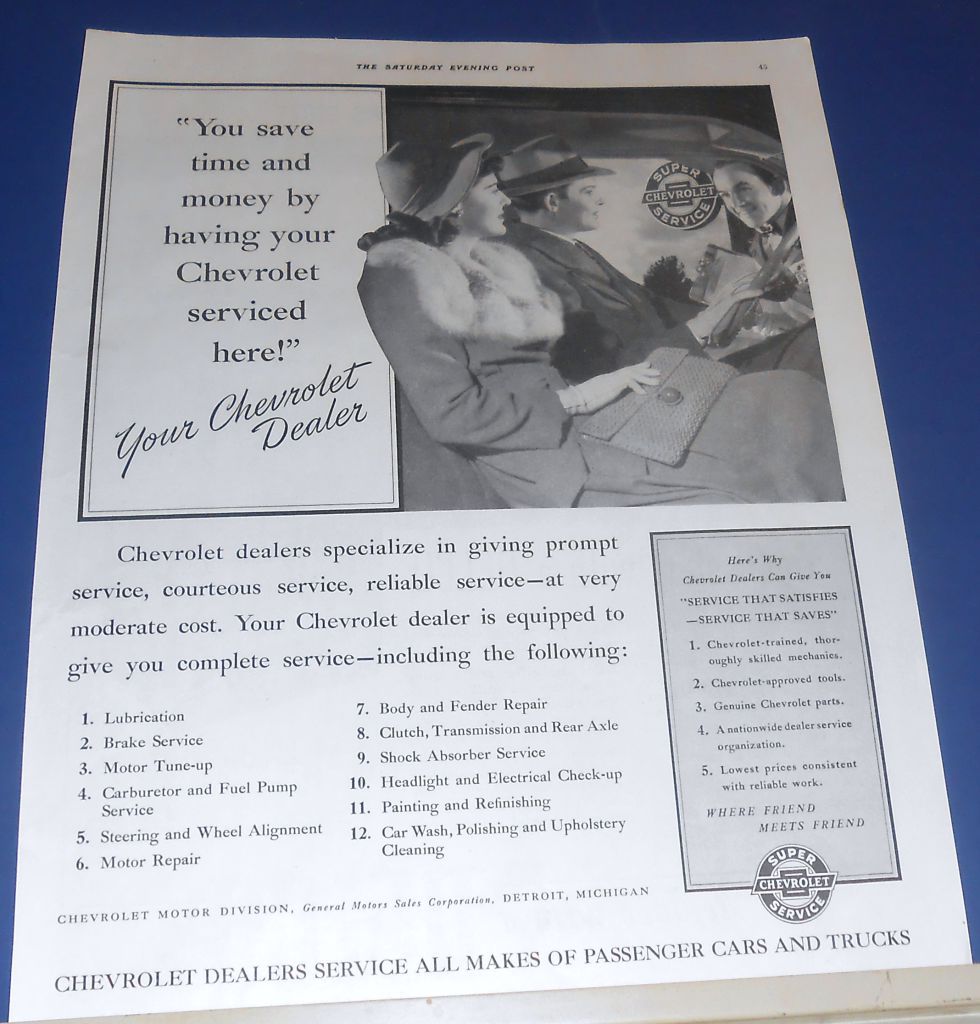 THE SATURDAY EVENING POST
45
"You save
time and
money by
having your
Chevrolet
serviced
here!"
Your Chevrolet
Dealer
SUPER
CHEVROLET
SERVICE
Chevrolet dealers specialize in giving prompt
service, courteous service, reliable service—at very
moderate cost. Your Chevrolet dealer is equipped to
give you complete service—including the following:
1. Lubrication
2. Brake Service
3. Motor Tune-up
4. Carburetor and Fuel Pump
Service
5. Steering and Wheel Alignment
6. Motor Repair
7. Body and Fender Repair
8. Clutch, Transmission and Rear Axle
9. Shock Absorber Service
10. Headlight and Electrical Check-up
11. Painting and Refinishing
12. Car Wash, Polishing and Upholstery
Cleaning
Here's Why
Chevrolet Dealers Can Give You
"SERVICE THAT SATISFIES
—SERVICE THAT SAVES"
1. Chevrolet-trained, thor-
oughly skilled mechanics.
2. Chevrolet-approved tools.
3. Genuine Chevrolet parts.
4. A nationwide dealer service
organization.
5. Lowest prices consistent
with reliable work.
WHERE FRIEND
MEETS FRIEND
SUPER
CHEVROLET
SERVICE
CHEVROLET MOTOR DIVISION, General Motors Sales Corporation, DETROIT, MICHIGAN
CHEVROLET DEALERS SERVICE ALL MAKES OF PASSENGER CARS AND TRUCKS